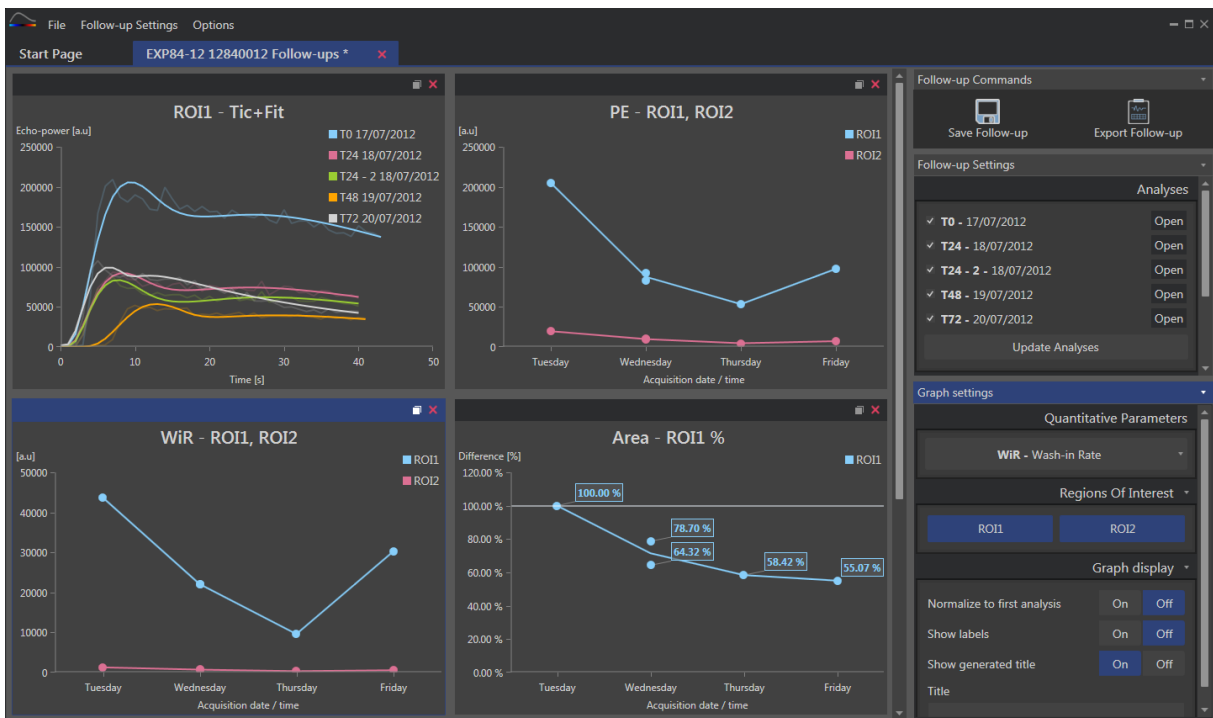 File Follow-up Settings Options
Start Page EXP84-12 12840012 Follow-ups *
ROI1 - Tic+Fit
Echo-power [a.u]
T0 17/07/2012
T24 18/07/2012
T24 - 2 18/07/2012
T48 19/07/2012
T72 20/07/2012
250000
200000
150000
100000
50000
0
0 10 20 30 40 50
Time [s]
PE - ROI1, ROI2
[a.u]
ROI1
ROI2
250000
200000
150000
100000
50000
0
Tuesday Wednesday Thursday Friday
Acquisition date / time
WiR - ROI1, ROI2
[a.u]
ROI1
ROI2
50000
40000
30000
20000
10000
0
Tuesday Wednesday Thursday Friday
Acquisition date / time
Area - ROI1 %
Difference [%]
ROI1
120.00 %
100.00 %
80.00 %
60.00 %
40.00 %
20.00 %
0.00 %
100.00 %
78.70 %
64.32 %
58.42 %
55.07 %
Tuesday Wednesday Thursday Friday
Acquisition date / time
Follow-up Commands
Save Follow-up Export Follow-up
Follow-up Settings
Analyses
T0 - 17/07/2012 Open
T24 - 18/07/2012 Open
T24 - 2 - 18/07/2012 Open
T48 - 19/07/2012 Open
T72 - 20/07/2012 Open
Update Analyses
Graph settings
Quantitative Parameters
WiR - Wash-in Rate
Regions Of Interest
ROI1 ROI2
Graph display
Normalize to first analysis On Off
Show labels On Off
Show generated title On Off
Title